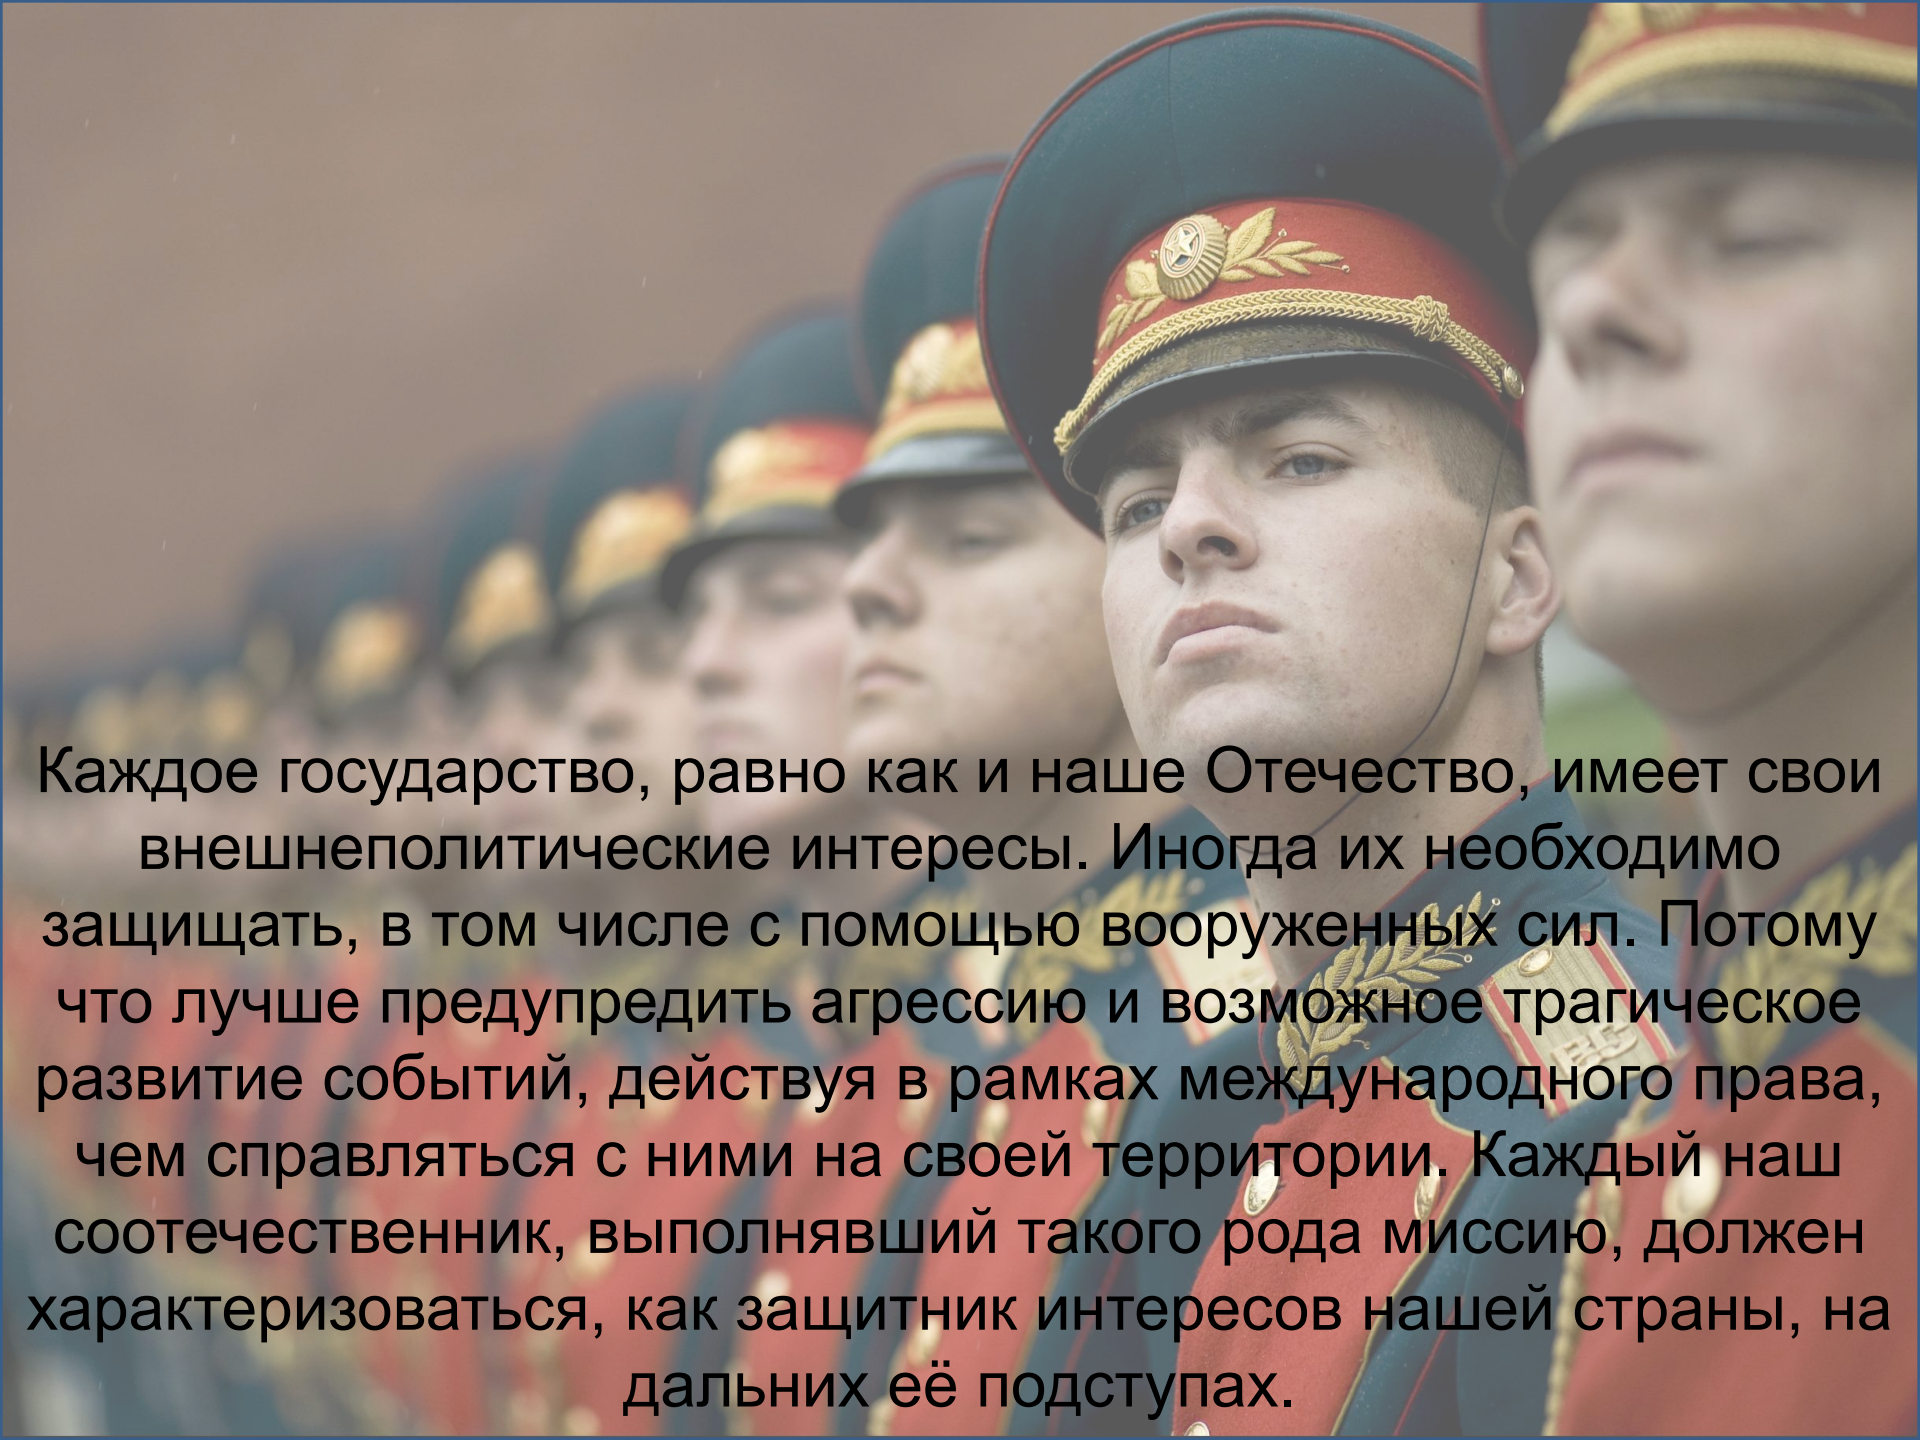 Каждое государство, равно как и наше Отечество, имеет свои
внешнеполитические интересы. Иногда их необходимо
защищать, в том числе с помощью вооруженных сил. Потому
что лучше предупредить агрессию и возможное трагическое
развитие событий, действуя в рамках международного права,
чем справляться с ними на своей территории. Каждый наш
соотечественник, выполнявший такого рода миссию, должен
характеризоваться, как защитник интересов нашей страны, на
дальних её подступах.